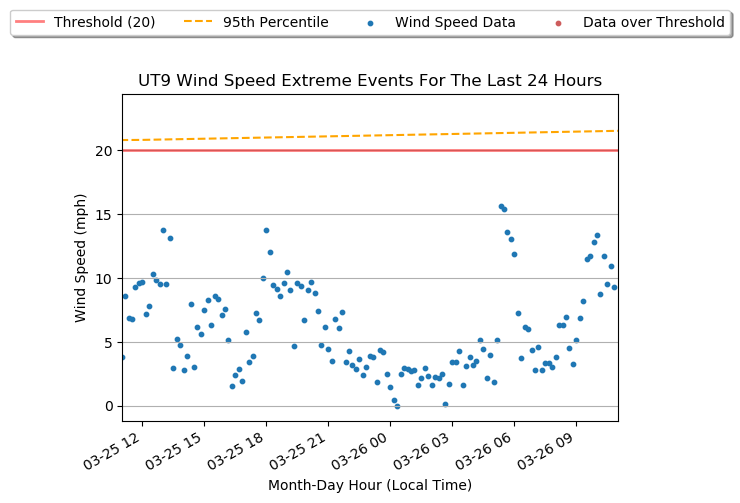 Threshold (20) 95th Percentile Wind Speed Data Data over Threshold
UT9 Wind Speed Extreme Events For The Last 24 Hours
Wind Speed (mph)
20
15
10
5
0
03-25 12 03-25 15 03-25 18 03-25 21 03-26 00 03-26 03 03-26 06 03-26 09
Month-Day Hour (Local Time)